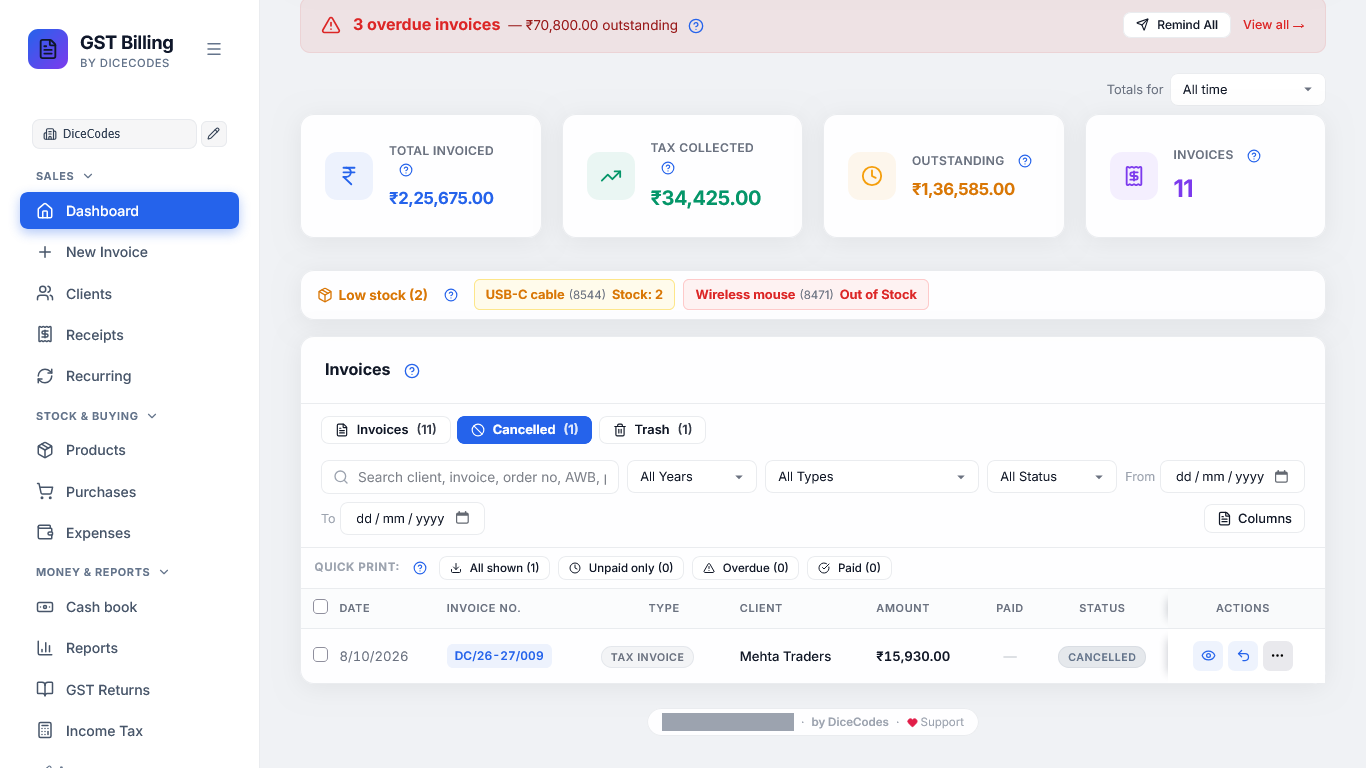 GST Billing
BY DICECODES
DiceCodes
SALES
Dashboard
New Invoice
Clients
Receipts
Recurring
STOCK & BUYING
Products
Purchases
Expenses
MONEY & REPORTS
Cash book
Reports
GST Returns
Income Tax
3 overdue invoices — ₹70,800.00 outstanding
Remind All
View all →
Totals for All time
TOTAL INVOICED
₹2,25,675.00
TAX COLLECTED
₹34,425.00
OUTSTANDING
₹1,36,585.00
INVOICES
11
Low stock (2)
USB-C cable (8544) Stock: 2
Wireless mouse (8471) Out of Stock
Invoices
Invoices (11)
Cancelled (1)
Trash (1)
Search client, invoice, order no, AWB,
All Years
All Types
All Status
From dd/mm/yyyy
To dd/mm/yyyy
Columns
QUICK PRINT:
All shown (1)
Unpaid only (0)
Overdue (0)
Paid (0)
DATE INVOICE NO. TYPE CLIENT AMOUNT PAID STATUS ACTIONS
8/10/2026 DC/26-27/009 TAX INVOICE Mehta Traders ₹15,930.00 — CANCELLED
· by DiceCodes · Support